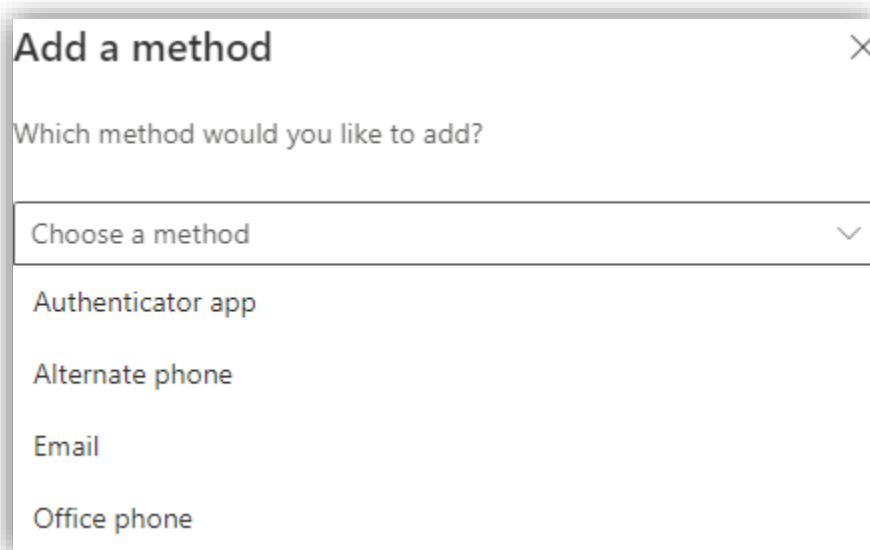 Add a method
Which method would you like to add?
Choose a method
Authenticator app
Alternate phone
Email
Office phone